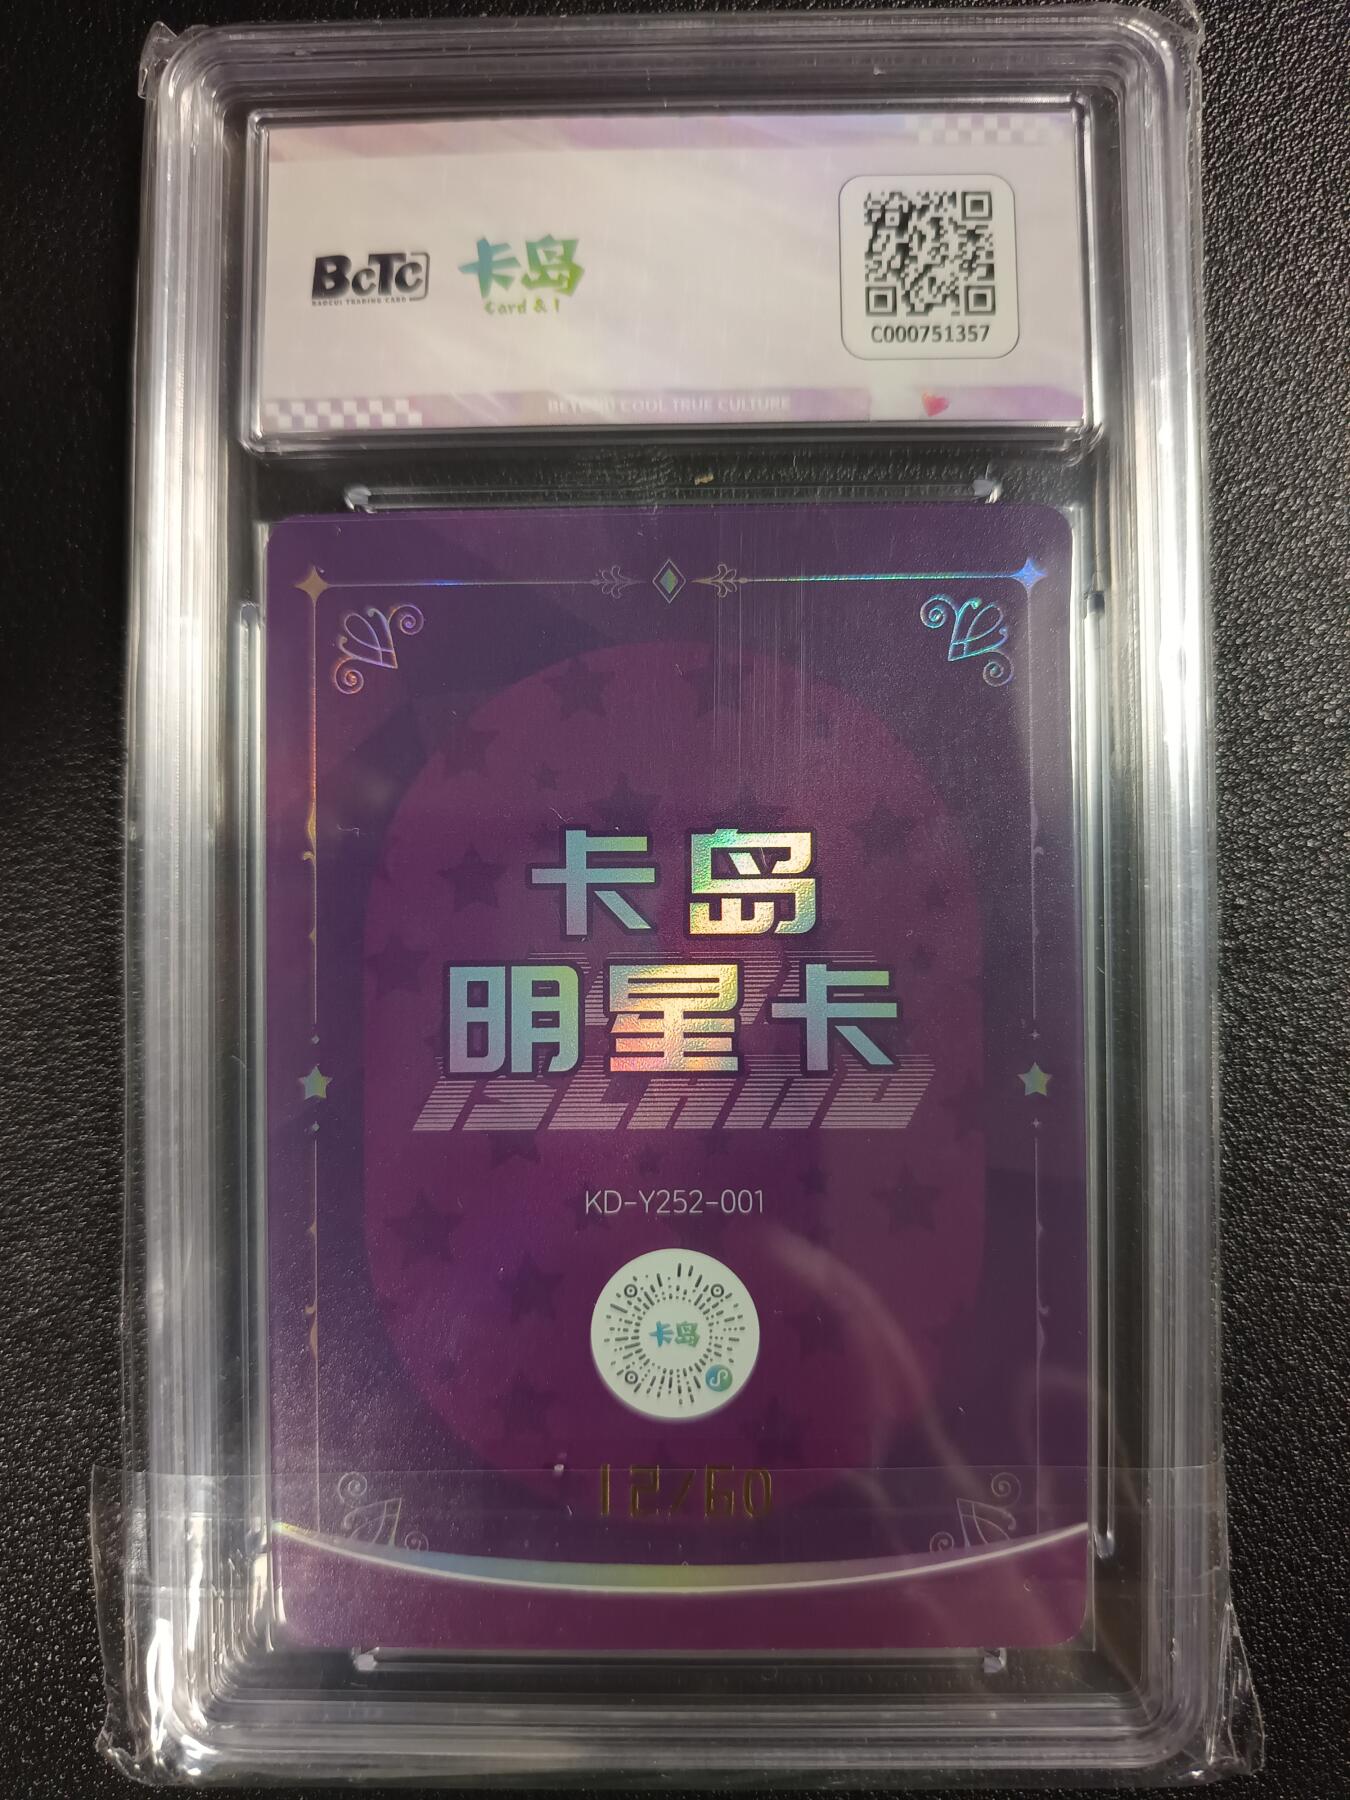 BcTc
BAOCUI TRADING CARD
卡岛
Card & I
C000751357
BEYOND COOL TRUE CULTURE
卡岛
明星卡
ISLAND
KD-Y252-001
卡岛
12/60